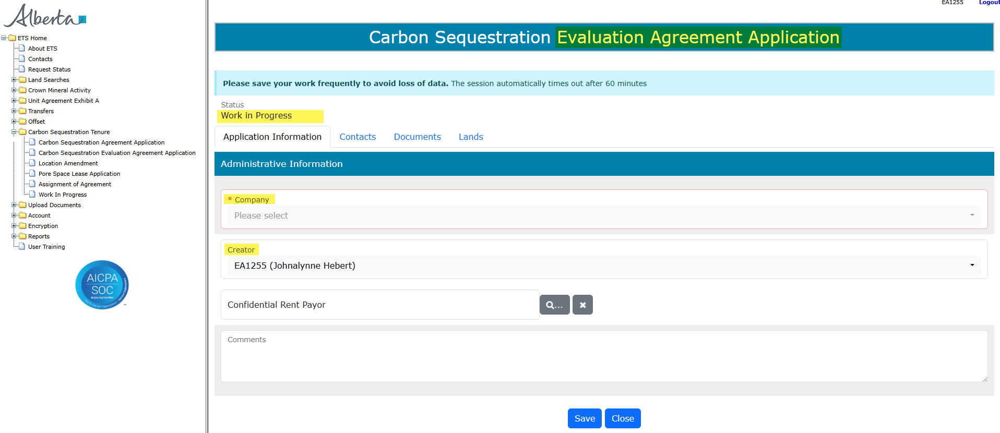 Alberta
ETS Home
About ETS
Contacts
Request Status
Land Searches
Crown Mineral Activity
Unit Agreement Exhibit A
Transfers
Offset
Carbon Sequestration Tenure
Carbon Sequestration Agreement Application
Carbon Sequestration Evaluation Agreement Application
Location Amendment
Pore Space Lease Application
Assignment of Agreement
Work In Progress
Upload Documents
Account
Encryption
Reports
User Training
AICPA
SOC
EA1255 Logout
Carbon Sequestration Evaluation Agreement Application
Please save your work frequently to avoid loss of data. The session automatically times out after 60 minutes
Status
Work in Progress
Application Information Contacts Documents Lands
Administrative Information
* Company
Please select
Creator
EA1255 (Johnalynne Hebert)
Confidential Rent Payor
...
Comments
Save Close